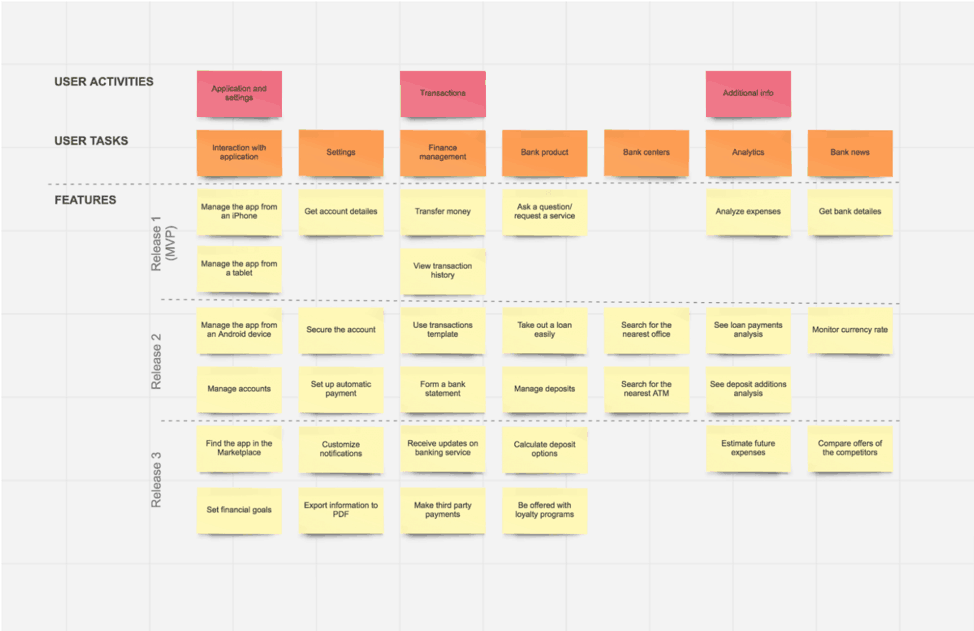 USER ACTIVITIES
Application and
settings
Transactions
Additional info
USER TASKS
Interaction with
application
Settings
Finance
management
Bank product
Bank centers
Analytics
Bank news
FEATURES
Release 1
(MVP)
Manage the app from
an iPhone
Get account detailes
Transfer money
Ask a question/
request a service
Analyze expenses
Get bank detailes
Manage the app from
a tablet
View transaction
history
Release 2
Manage the app from
an Android device
Secure the account
Use transactions
template
Take out a loan
easily
Search for the
nearest office
See loan payments
analysis
Monitor currency rate
Manage accounts
Set up automatic
payment
Form a bank
statement
Manage deposits
Search for the
nearest ATM
See deposit additions
analysis
Release 3
Find the app in the
Marketplace
Customize
notifications
Receive updates on
banking service
Calculate deposit
options
Estimate future
expenses
Compare offers of
the competitors
Set financial goals
Export information to
PDF
Make third party
payments
Be offered with
loyalty programs